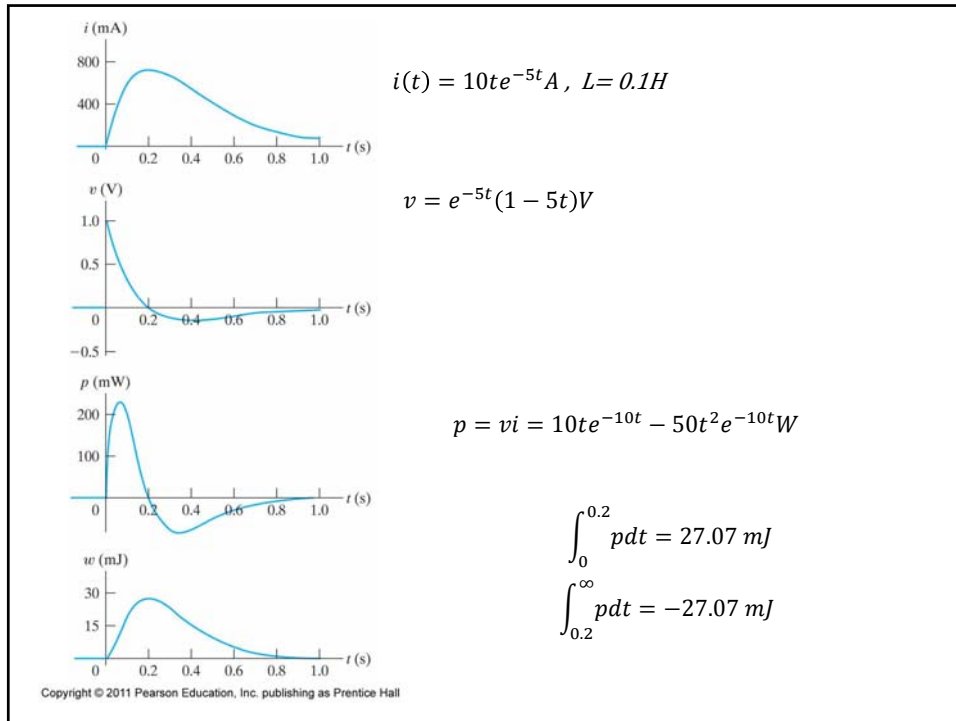 i (mA)
800
400
0 0.2 0.4 0.6 0.8 1.0 t (s)
i(t) = 10te^{-5t}A , L= 0.1H
v (V)
1.0
0.5
0 0.2 0.4 0.6 0.8 1.0 t (s)
−0.5
v = e^{-5t}(1 − 5t)V
p (mW)
200
100
0 0.2 0.4 0.6 0.8 1.0 t (s)
p = vi = 10te^{-10t} − 50t^2e^{-10t}W
w (mJ)
30
15
0 0.2 0.4 0.6 0.8 1.0 t (s)
∫_0^{0.2} pdt = 27.07 mJ
∫_{0.2}^∞ pdt = −27.07 mJ
Copyright © 2011 Pearson Education, Inc. publishing as Prentice Hall